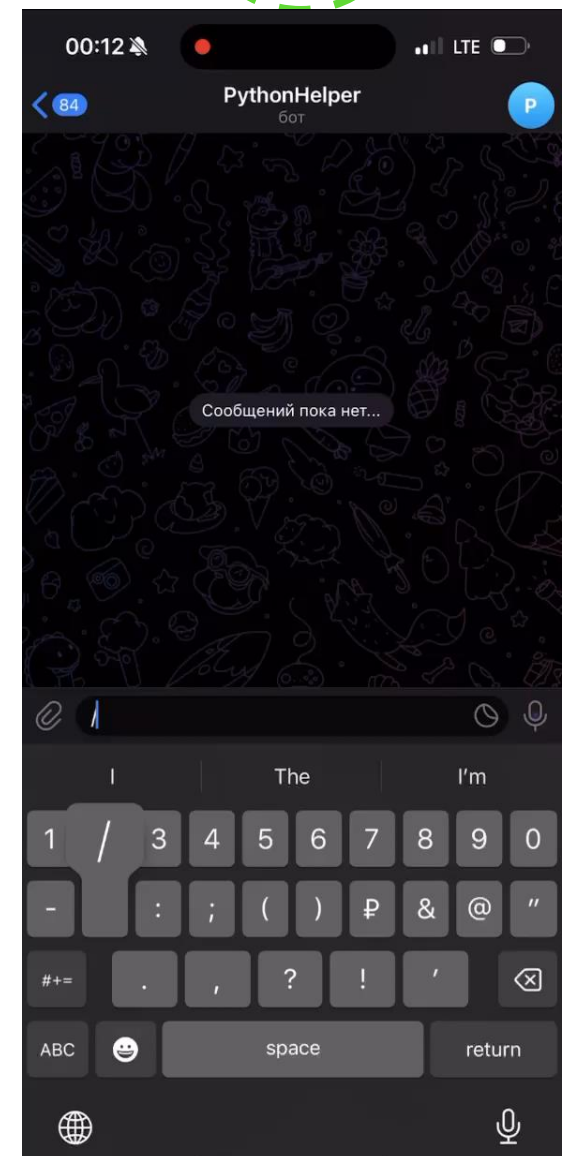 00:12
LTE
84
PythonHelper
бот
P
Сообщений пока нет...
/
I The I’m
1 / 3 4 5 6 7 8 9 0
- : ; ( ) ₽ & @ "
#+= . , ? ! '
ABC space return